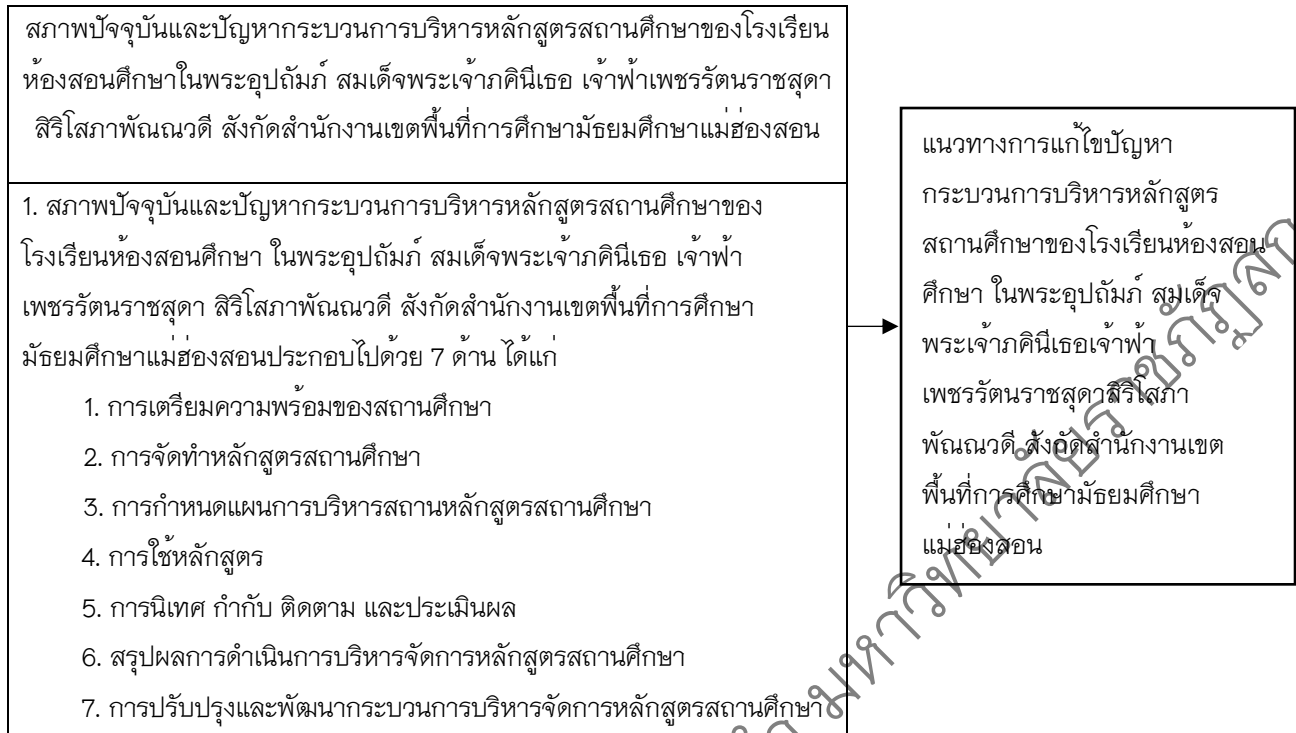 สภาพปัจจุบันและปัญหากระบวนการบริหารหลักสูตรสถานศึกษาของโรงเรียน
ห้องสอนศึกษาในพระอุปถัมภ์ สมเด็จพระเจ้าภคินีเธอ เจ้าฟ้าเพชรรัตนราชสุดา
สิริโสภาพัณณวดี สังกัดสำนักงานเขตพื้นที่การศึกษามัธยมศึกษาแม่ฮ่องสอน
1. สภาพปัจจุบันและปัญหากระบวนการบริหารหลักสูตรสถานศึกษาของ
โรงเรียนห้องสอนศึกษา ในพระอุปถัมภ์ สมเด็จพระเจ้าภคินีเธอ เจ้าฟ้า
เพชรรัตนราชสุดา สิริโสภาพัณณวดี สังกัดสำนักงานเขตพื้นที่การศึกษา
มัธยมศึกษาแม่ฮ่องสอนประกอบไปด้วย 7 ด้าน ได้แก่
1. การเตรียมความพร้อมของสถานศึกษา
2. การจัดทำหลักสูตรสถานศึกษา
3. การกำหนดแผนการบริหารสถานหลักสูตรสถานศึกษา
4. การใช้หลักสูตร
5. การนิเทศ กำกับ ติดตาม และประเมินผล
6. สรุปผลการดำเนินการบริหารจัดการหลักสูตรสถานศึกษา
7. การปรับปรุงและพัฒนากระบวนการบริหารจัดการหลักสูตรสถานศึกษา
แนวทางการแก้ไขปัญหา
กระบวนการบริหารหลักสูตร
สถานศึกษาของโรงเรียนห้องสอน
ศึกษา ในพระอุปถัมภ์ สมเด็จ
พระเจ้าภคินีเธอเจ้าฟ้า
เพชรรัตนราชสุดาสิริโสภา
พัณณวดี สังกัดสำนักงานเขต
พื้นที่การศึกษามัธยมศึกษา
แม่ฮ่องสอน
มหาวิทยาลัยราชภัฏ